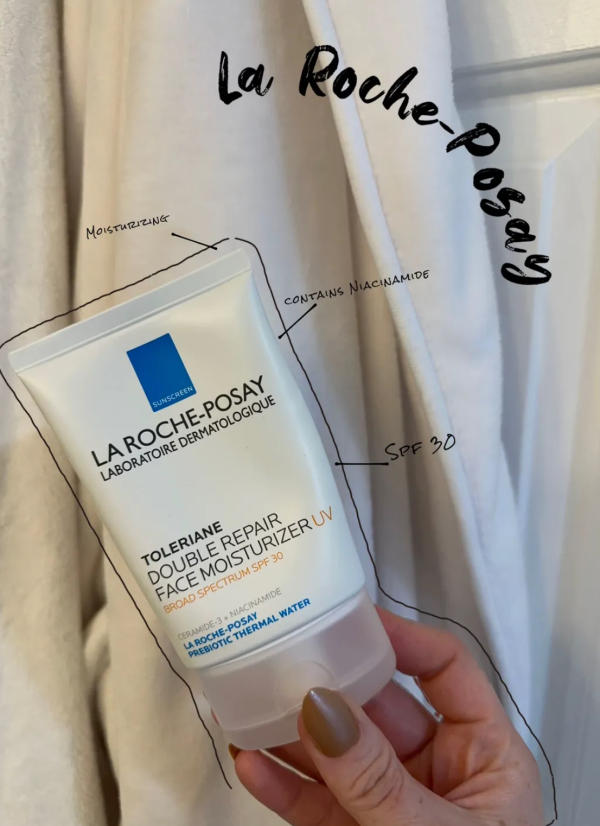 La Roche-Posay
Moisturizing
contains Niacinamide
SPF 30
SUNSCREEN
LA ROCHE-POSAY
LABORATOIRE DERMATOLOGIQUE
TOLERIANE
DOUBLE REPAIR
FACE MOISTURIZER UV
BROAD SPECTRUM SPF 30
CERAMIDE-3 + NIACINAMIDE
LA ROCHE-POSAY
PREBIOTIC THERMAL WATER